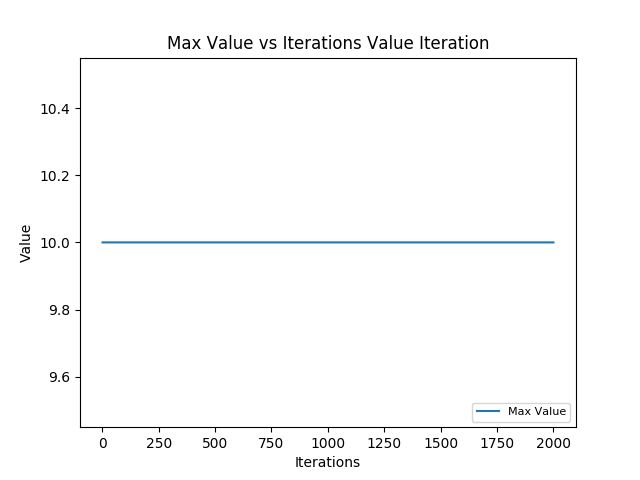 Max Value vs Iterations Value Iteration
10.4
10.2
10.0
9.8
9.6
Value
Max Value
0 250 500 750 1000 1250 1500 1750 2000
Iterations